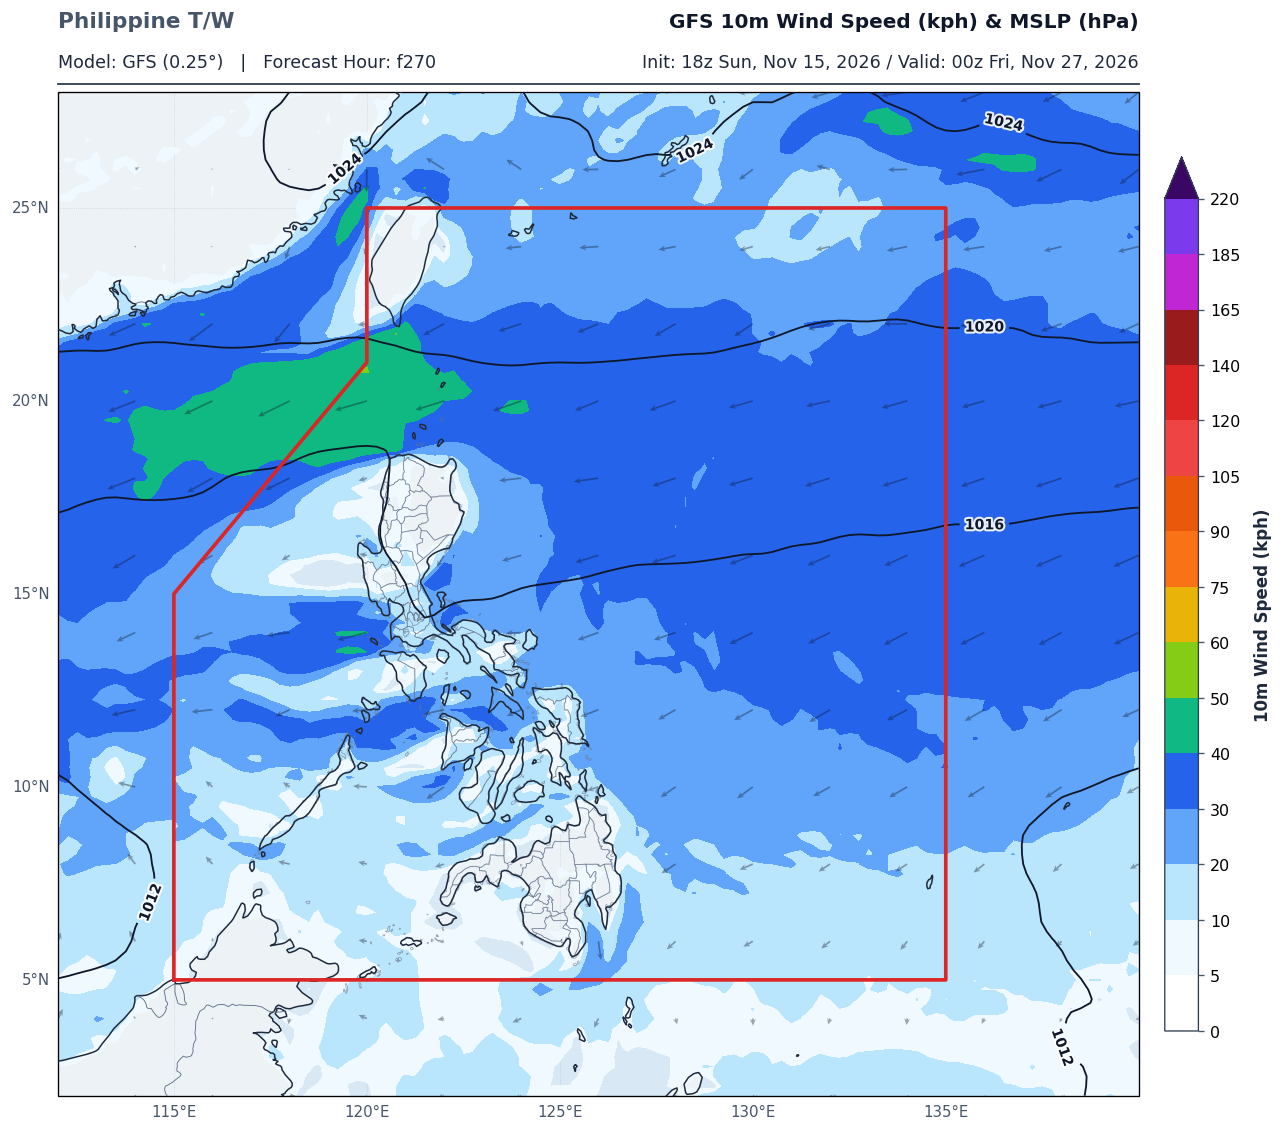 Philippine T/W
GFS 10m Wind Speed (kph) & MSLP (hPa)
Model: GFS (0.25°)   |   Forecast Hour: f270
Init: 18z Sun, Nov 15, 2026 / Valid: 00z Fri, Nov 27, 2026
1024
1024
1024
1020
1016
1012
1012
25°N
20°N
15°N
10°N
5°N
115°E
120°E
125°E
130°E
135°E
220
185
165
140
120
105
90
75
60
50
40
30
20
10
5
0
10m Wind Speed (kph)